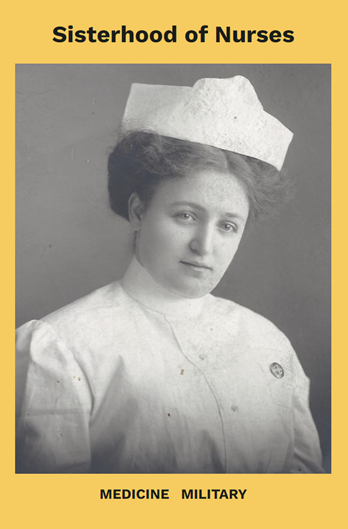 Sisterhood of Nurses
MEDICINE MILITARY